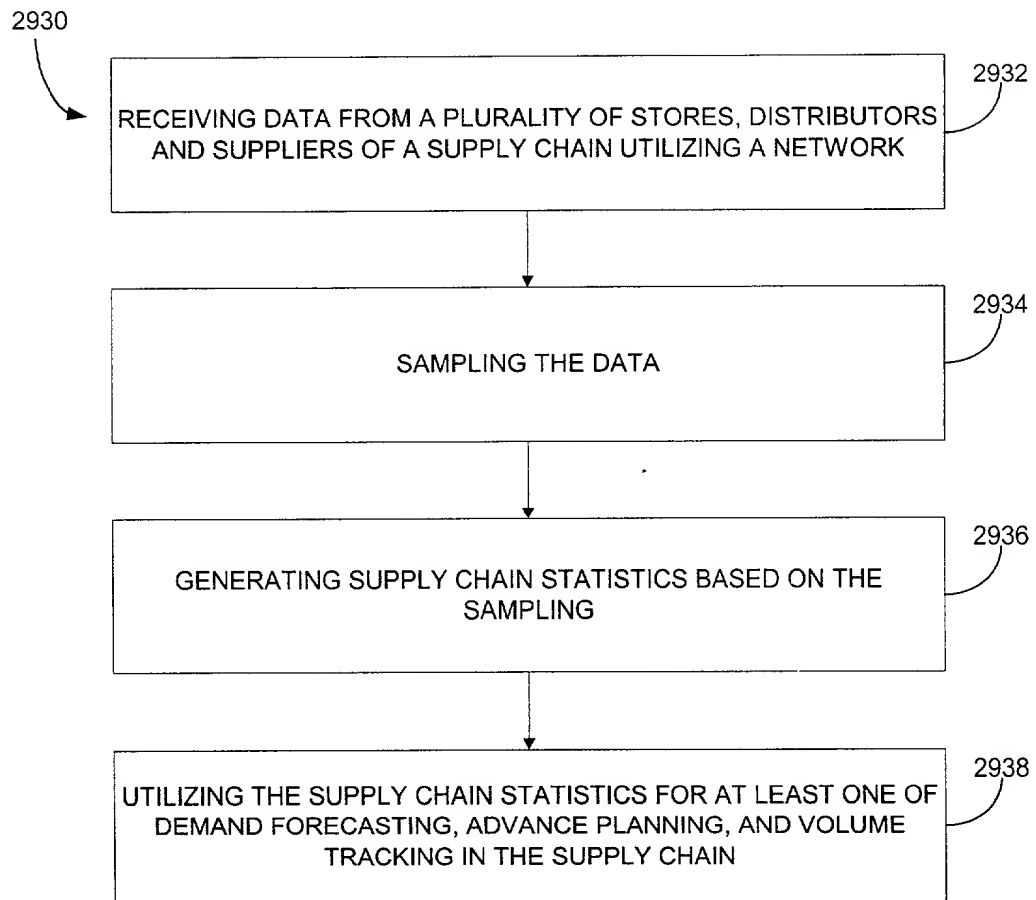 2930
2932
RECEIVING DATA FROM A PLURALITY OF STORES, DISTRIBUTORS
AND SUPPLIERS OF A SUPPLY CHAIN UTILIZING A NETWORK
2934
SAMPLING THE DATA
2936
GENERATING SUPPLY CHAIN STATISTICS BASED ON THE
SAMPLING
2938
UTILIZING THE SUPPLY CHAIN STATISTICS FOR AT LEAST ONE OF
DEMAND FORECASTING, ADVANCE PLANNING, AND VOLUME
TRACKING IN THE SUPPLY CHAIN